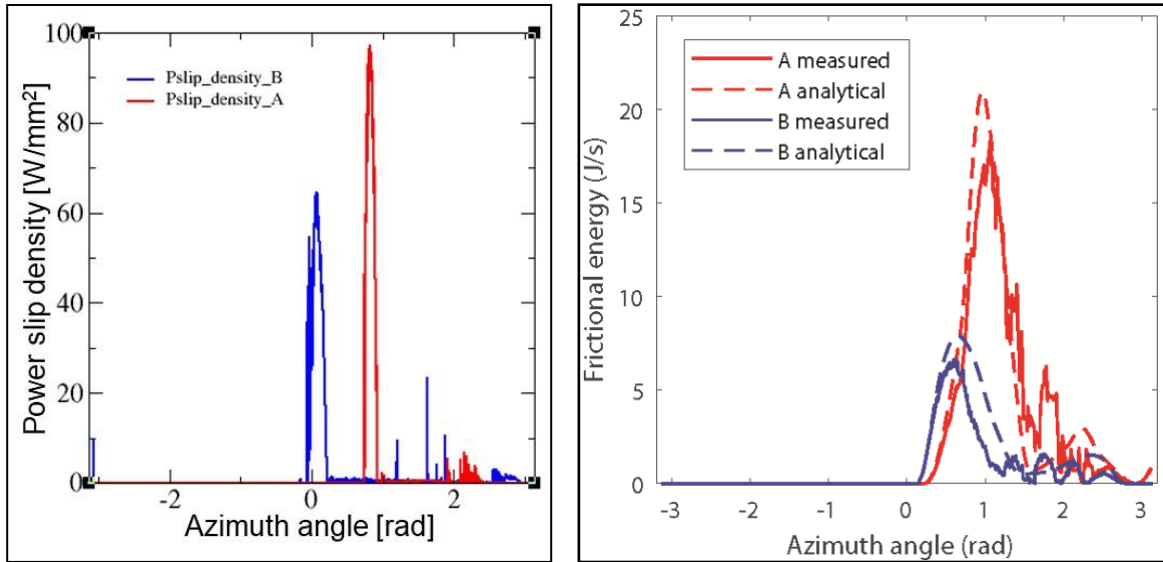 Power slip density [W/mm²]
100
80
60
40
20
0
Pslip_density_B
Pslip_density_A
-2
0
2
Azimuth angle [rad]
Frictional energy (J/s)
25
20
15
10
5
0
A measured
A analytical
B measured
B analytical
-3
-2
-1
0
1
2
3
Azimuth angle (rad)